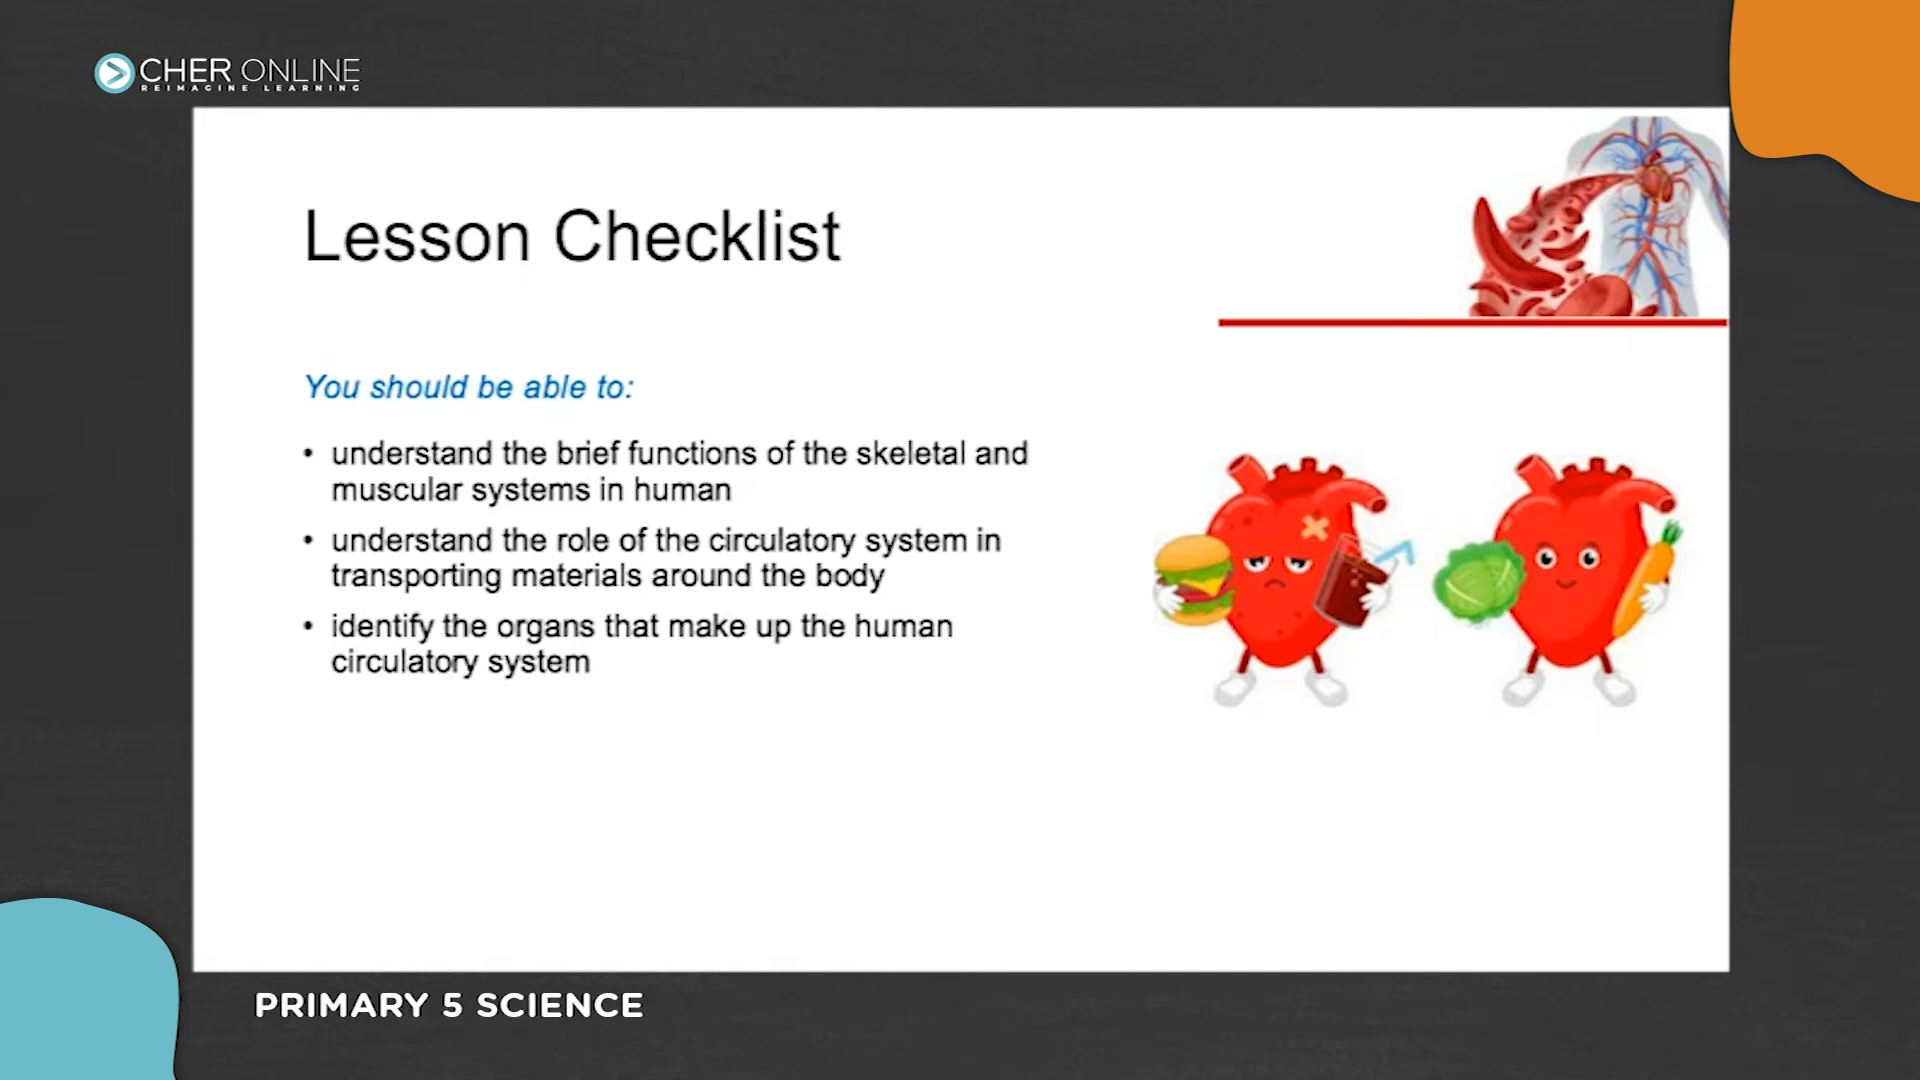 CHER ONLINE
REIMAGINE LEARNING
Lesson Checklist
You should be able to:
• understand the brief functions of the skeletal and
muscular systems in human
• understand the role of the circulatory system in
transporting materials around the body
• identify the organs that make up the human
circulatory system
PRIMARY 5 SCIENCE